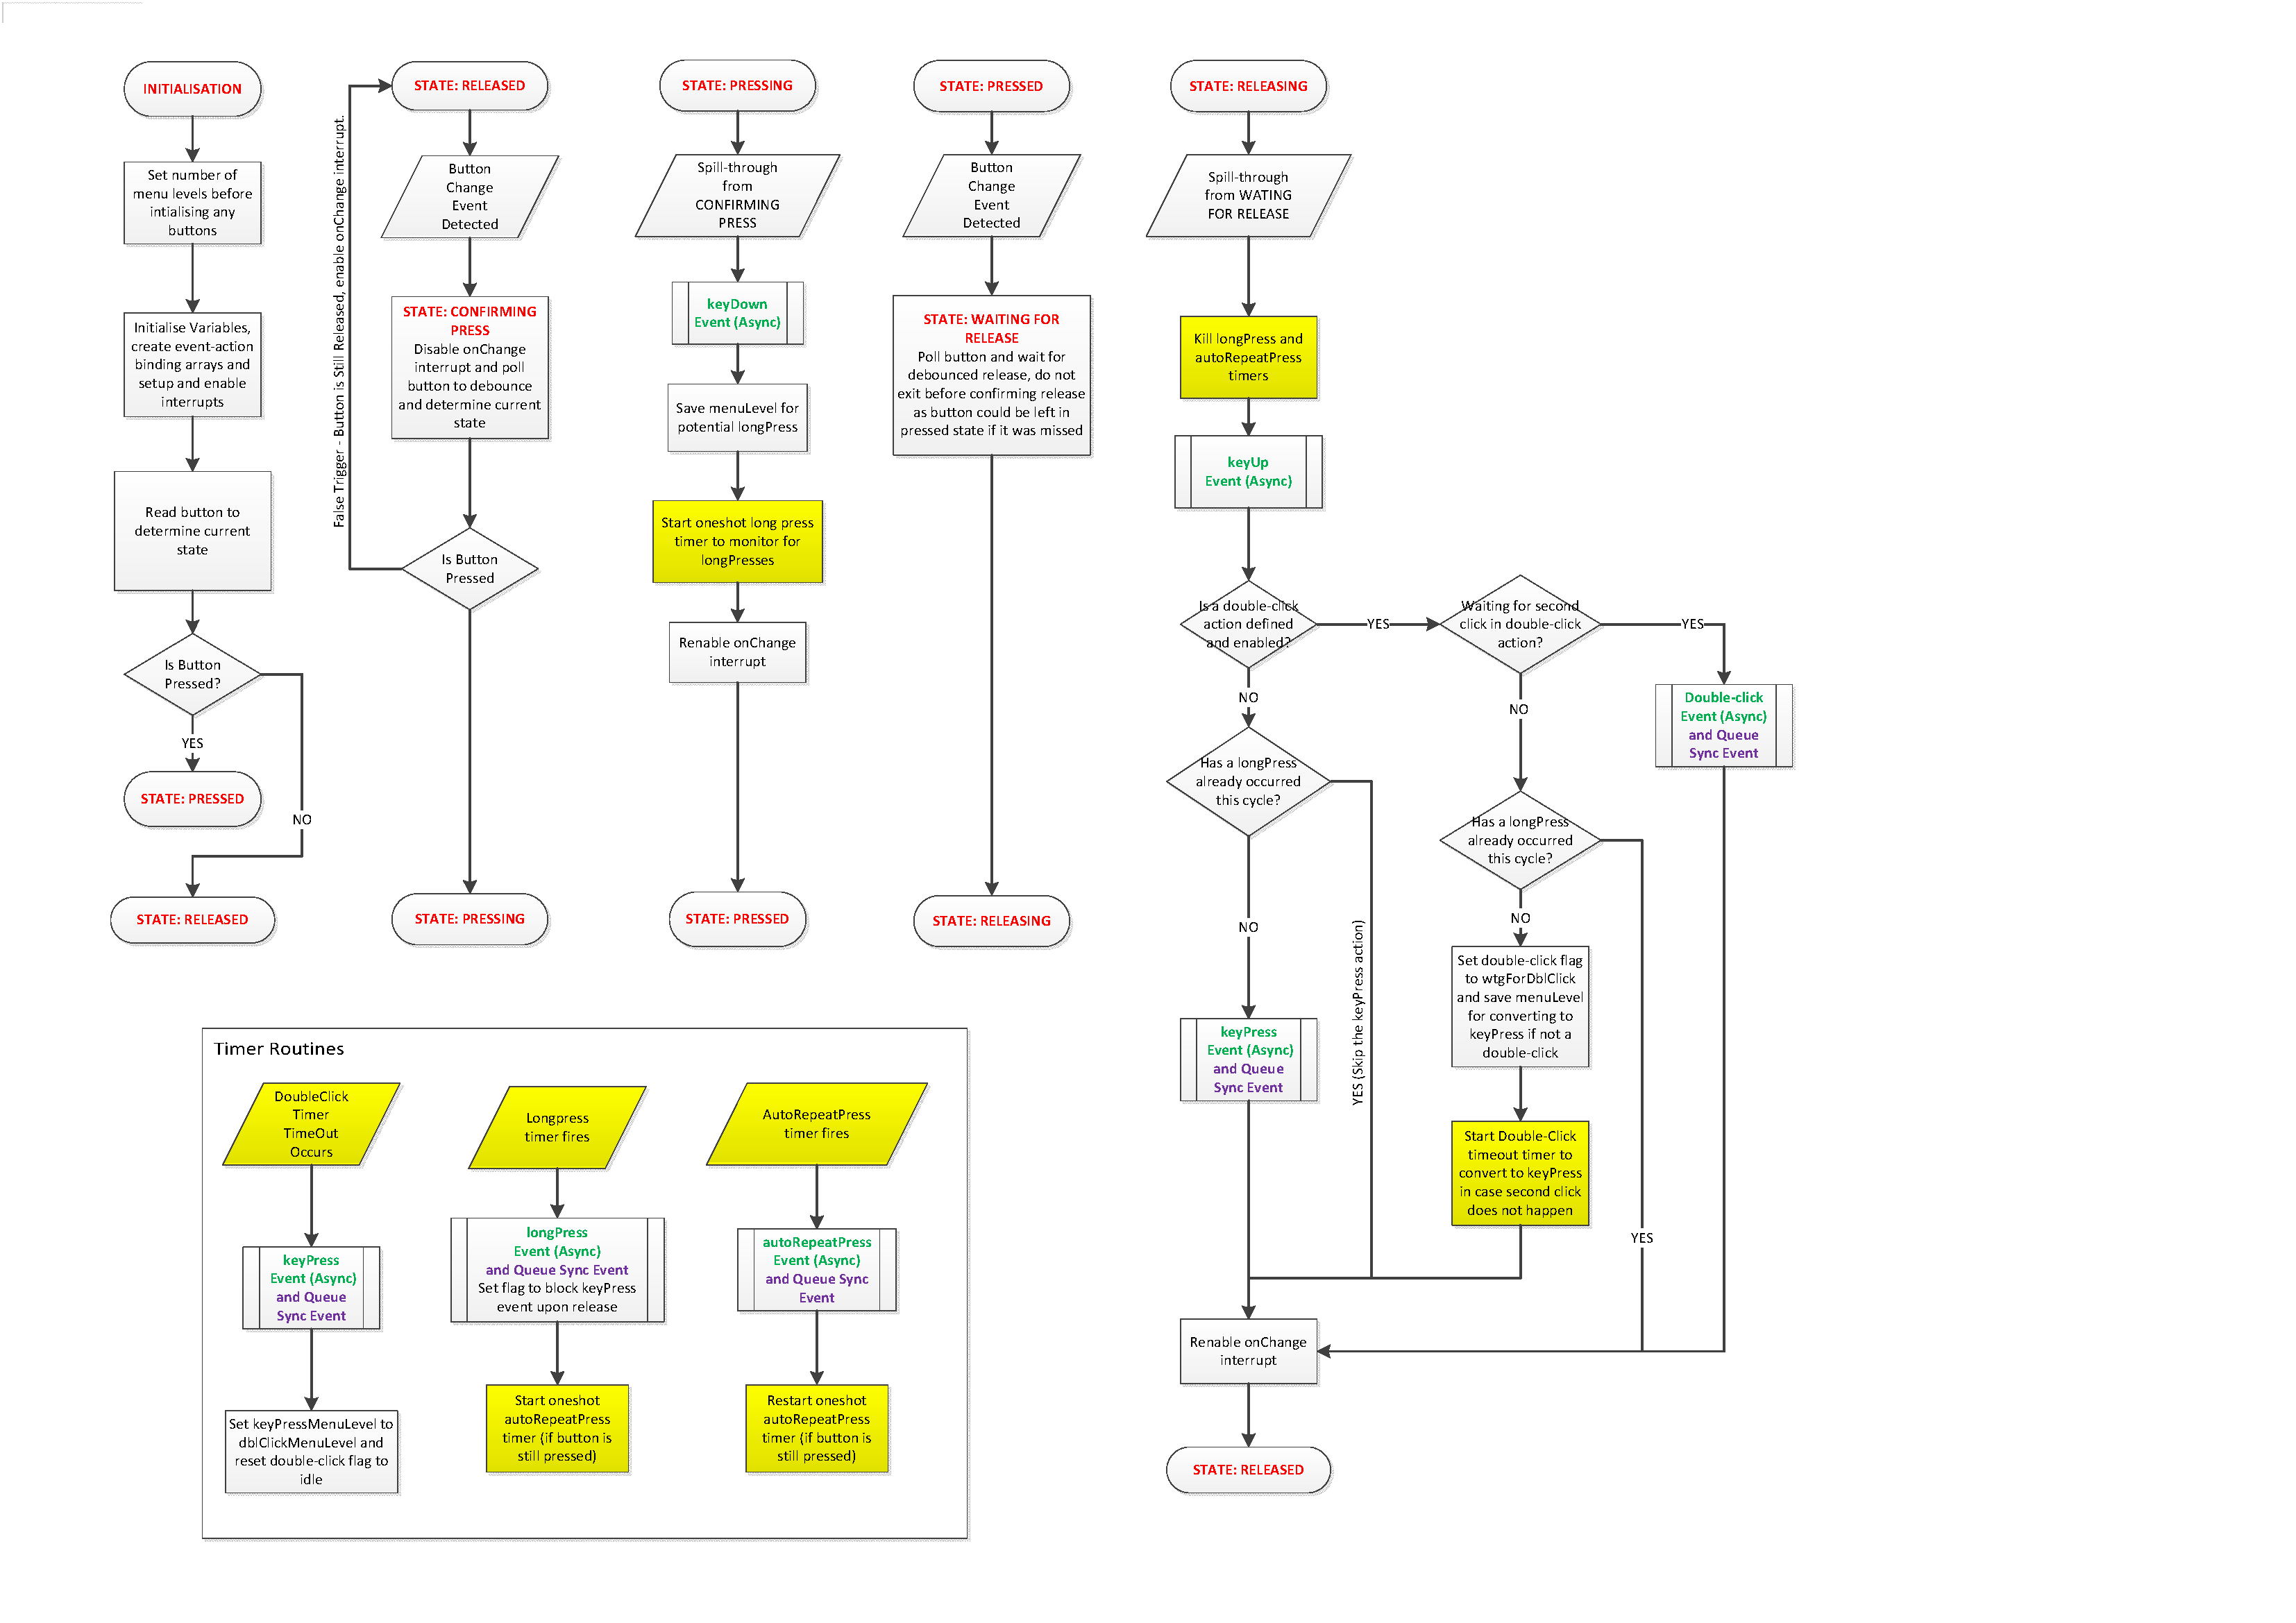 INITIALISATION
Set number of
menu levels before
intialising any
buttons
Initialise Variables,
create event-action
binding arrays and
setup and enable
interrupts
Read button to
determine current
state
Is Button
Pressed?
YES
STATE: PRESSED
NO
STATE: RELEASED
STATE: RELEASED
Button
Change
Event
Detected
STATE: CONFIRMING
PRESS
Disable onChange
interrupt and poll
button to debounce
and determine current
state
Is Button
Pressed
False Trigger - Button is Still Released, enable onChange interrupt.
STATE: PRESSING
STATE: PRESSING
Spill-through
from
CONFIRMING
PRESS
keyDown
Event (Async)
Save menuLevel for
potential longPress
Start oneshot long press
timer to monitor for
longPresses
Renable onChange
interrupt
STATE: PRESSED
STATE: PRESSED
Button
Change
Event
Detected
STATE: WAITING FOR
RELEASE
Poll button and wait for
debounced release, do not
exit before confirming release
as button could be left in
pressed state if it was missed
STATE: RELEASING
STATE: RELEASING
Spill-through
from WATING
FOR RELEASE
Kill longPress and
autoRepeatPress
timers
keyUp
Event (Async)
Is a double-click
action defined
and enabled?
YES
Waiting for second
click in double-click
action?
YES
Double-click
Event (Async)
and Queue
Sync Event
NO
NO
Has a longPress
already occurred
this cycle?
NO
YES (Skip the keyPress action)
keyPress
Event (Async)
and Queue
Sync Event
Has a longPress
already occurred
this cycle?
NO
Set double-click flag
to wtgForDblClick
and save menuLevel
for converting to
keyPress if not a
double-click
Start Double-Click
timeout timer to
convert to keyPress
in case second click
does not happen
YES
Renable onChange
interrupt
STATE: RELEASED
Timer Routines
DoubleClick
Timer
TimeOut
Occurs
keyPress
Event (Async)
and Queue
Sync Event
Set keyPressMenuLevel to
dblClickMenuLevel and
reset double-click flag to
idle
Longpress
timer fires
longPress
Event (Async)
and Queue Sync Event
Set flag to block keyPress
event upon release
Start oneshot
autoRepeatPress
timer (if button is
still pressed)
AutoRepeatPress
timer fires
autoRepeatPress
Event (Async)
and Queue Sync
Event
Restart oneshot
autoRepeatPress
timer (if button is
still pressed)